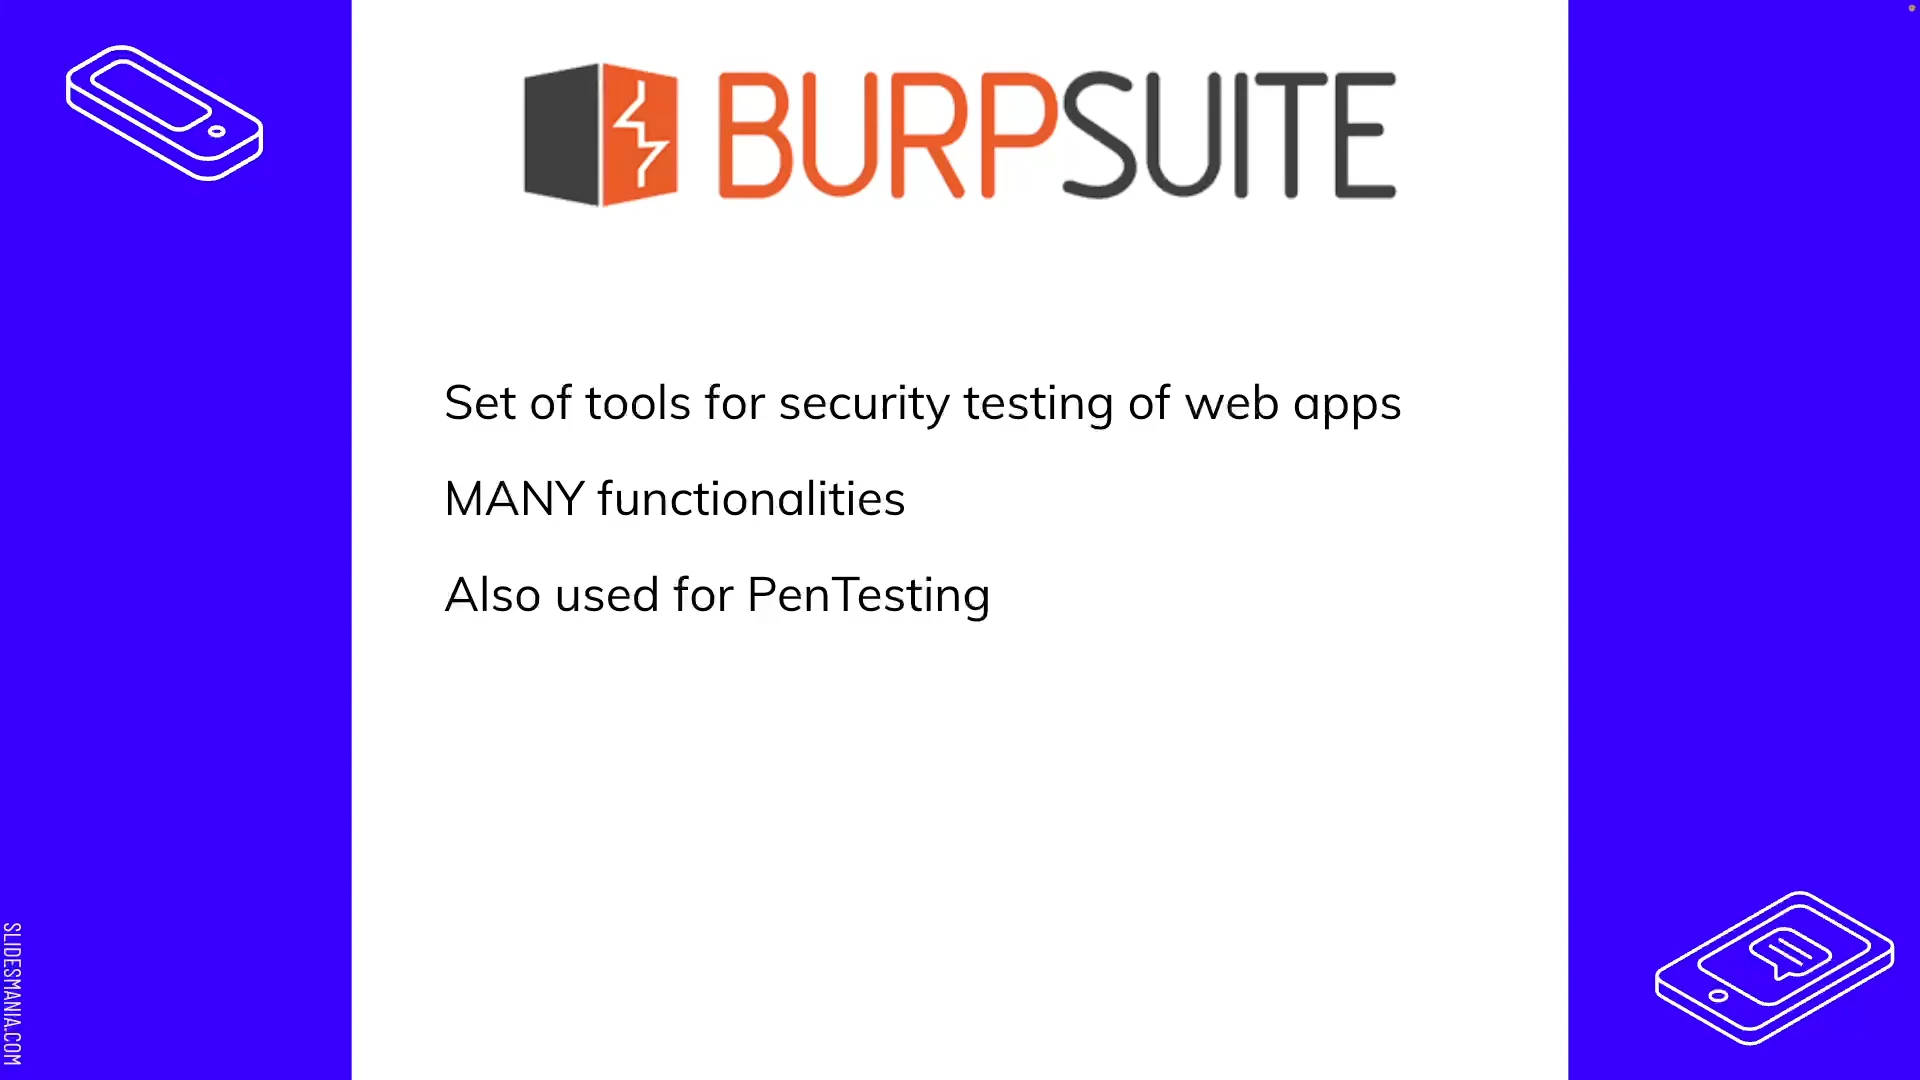 BURPSUITE
Set of tools for security testing of web apps
MANY functionalities
Also used for PenTesting
SLIDESMANIA.COM